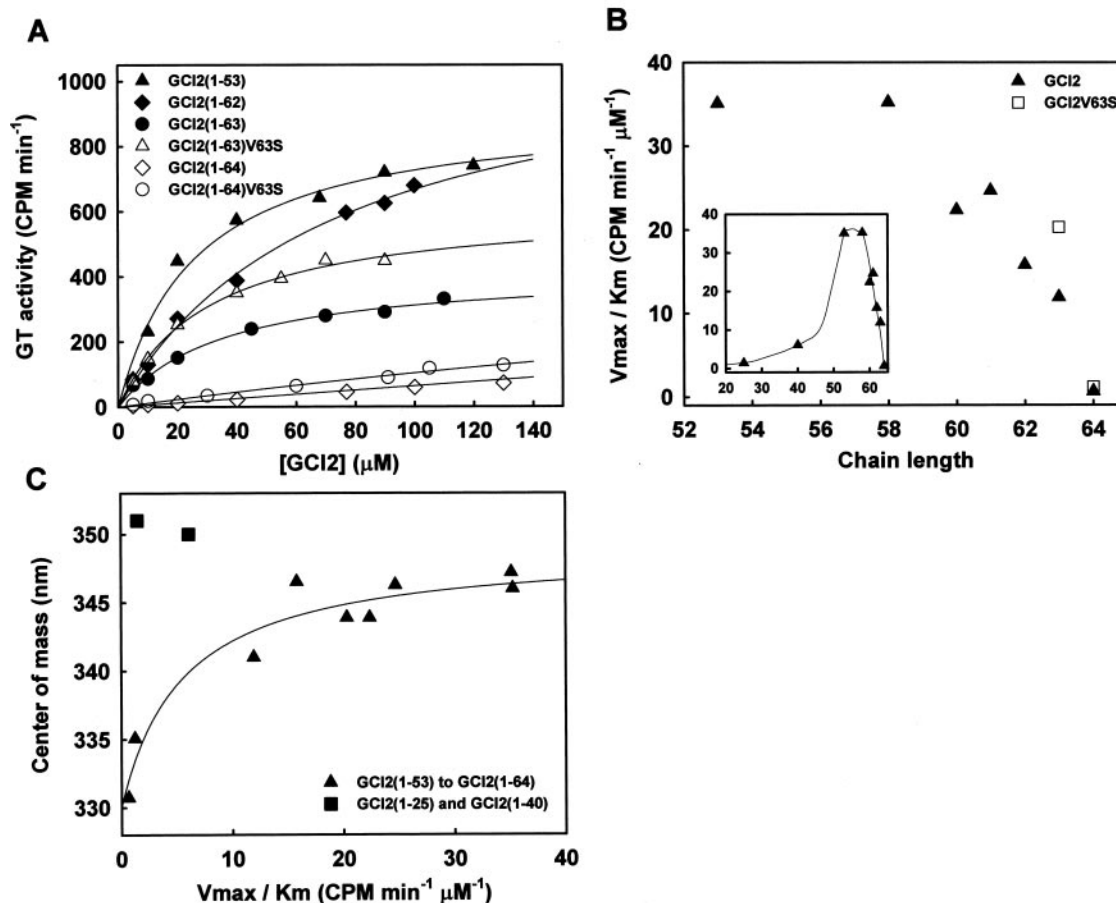 A
GCI2(1-53)
GCI2(1-62)
GCI2(1-63)
GCI2(1-63)V63S
GCI2(1-64)
GCI2(1-64)V63S
GT activity (CPM min⁻¹)
1000
800
600
400
200
0
0 20 40 60 80 100 120 140
[GCI2] (μM)
B
GCI2
GCI2V63S
Vmax / Km (CPM min⁻¹ μM⁻¹)
40
30
20
10
0
40
30
20
10
0
20 30 40 50 60
52 54 56 58 60 62 64
Chain length
C
Center of mass (nm)
350
345
340
335
330
GCI2(1-53) to GCI2(1-64)
GCI2(1-25) and GCI2(1-40)
0 10 20 30 40
Vmax / Km (CPM min⁻¹ μM⁻¹)